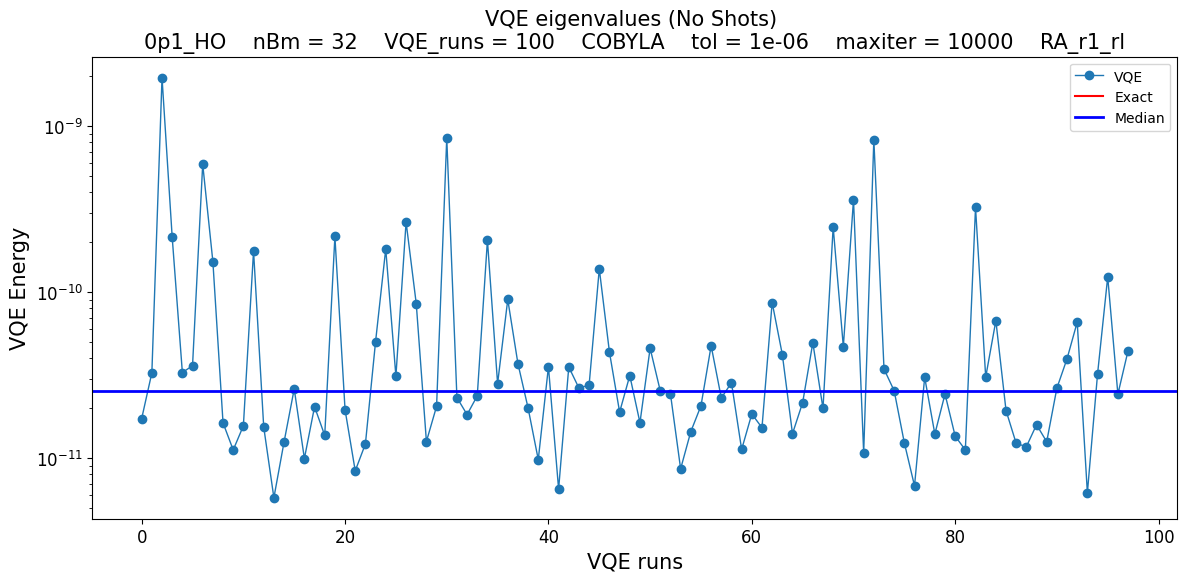 VQE eigenvalues (No Shots)
0p1_HO nBm = 32 VQE_runs = 100 COBYLA tol = 1e-06 maxiter = 10000 RA_r1_rl
VQE
Exact
Median
VQE Energy
10⁻⁹
10⁻¹⁰
10⁻¹¹
0 20 40 60 80 100
VQE runs